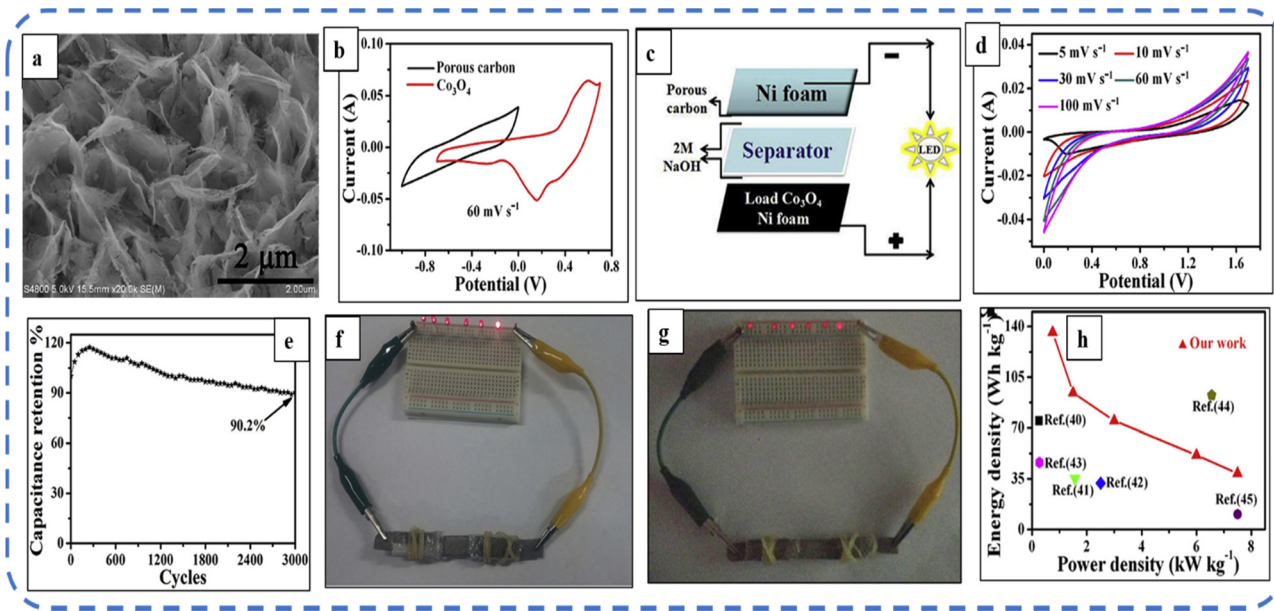 a
2 μm
S4800 5.0kV 15.5mm x20.0k SE(M)
2.00um
b
0.10
0.05
0.00
-0.05
-0.10
Current (A)
Porous carbon
Co₃O₄
60 mV s⁻¹
-0.8
-0.4
0.0
0.4
0.8
Potential (V)
c
Porous
carbon
Ni foam
2M
NaOH
Separator
Load Co₃O₄
Ni foam
LED
-
+
d
0.04
0.02
0.00
-0.02
-0.04
Current (A)
5 mV s⁻¹
10 mV s⁻¹
30 mV s⁻¹
60 mV s⁻¹
100 mV s⁻¹
0.0
0.4
0.8
1.2
1.6
Potential (V)
e
Capacitance retention %
120
90
60
30
0
90.2%
0
600
1200
1800
2400
3000
Cycles
f
g
h
Energy density (Wh kg⁻¹)
140
105
70
35
0
Our work
Ref.(40)
Ref.(44)
Ref.(43)
Ref.(41)
Ref.(42)
Ref.(45)
0
2
4
6
8
Power density (kW kg⁻¹)